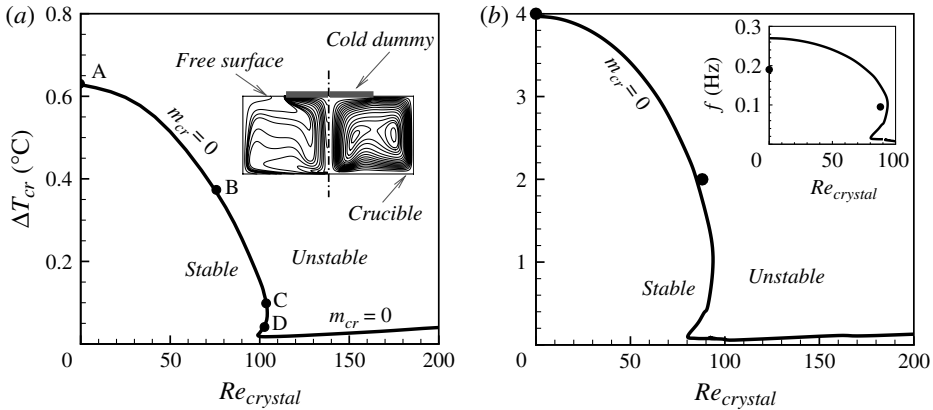 (a)
0.8
0.6
0.4
0.2
ΔT_cr (°C)
A
B
C
D
m_cr = 0
m_cr = 0
Free surface
Cold dummy
Crucible
Stable
Unstable
0
50
100
150
200
Re_crystal
(b)
4
3
2
1
m_cr = 0
Stable
Unstable
0
50
100
150
200
Re_crystal
0.3
0.2
0.1
f (Hz)
0
50
100
Re_crystal